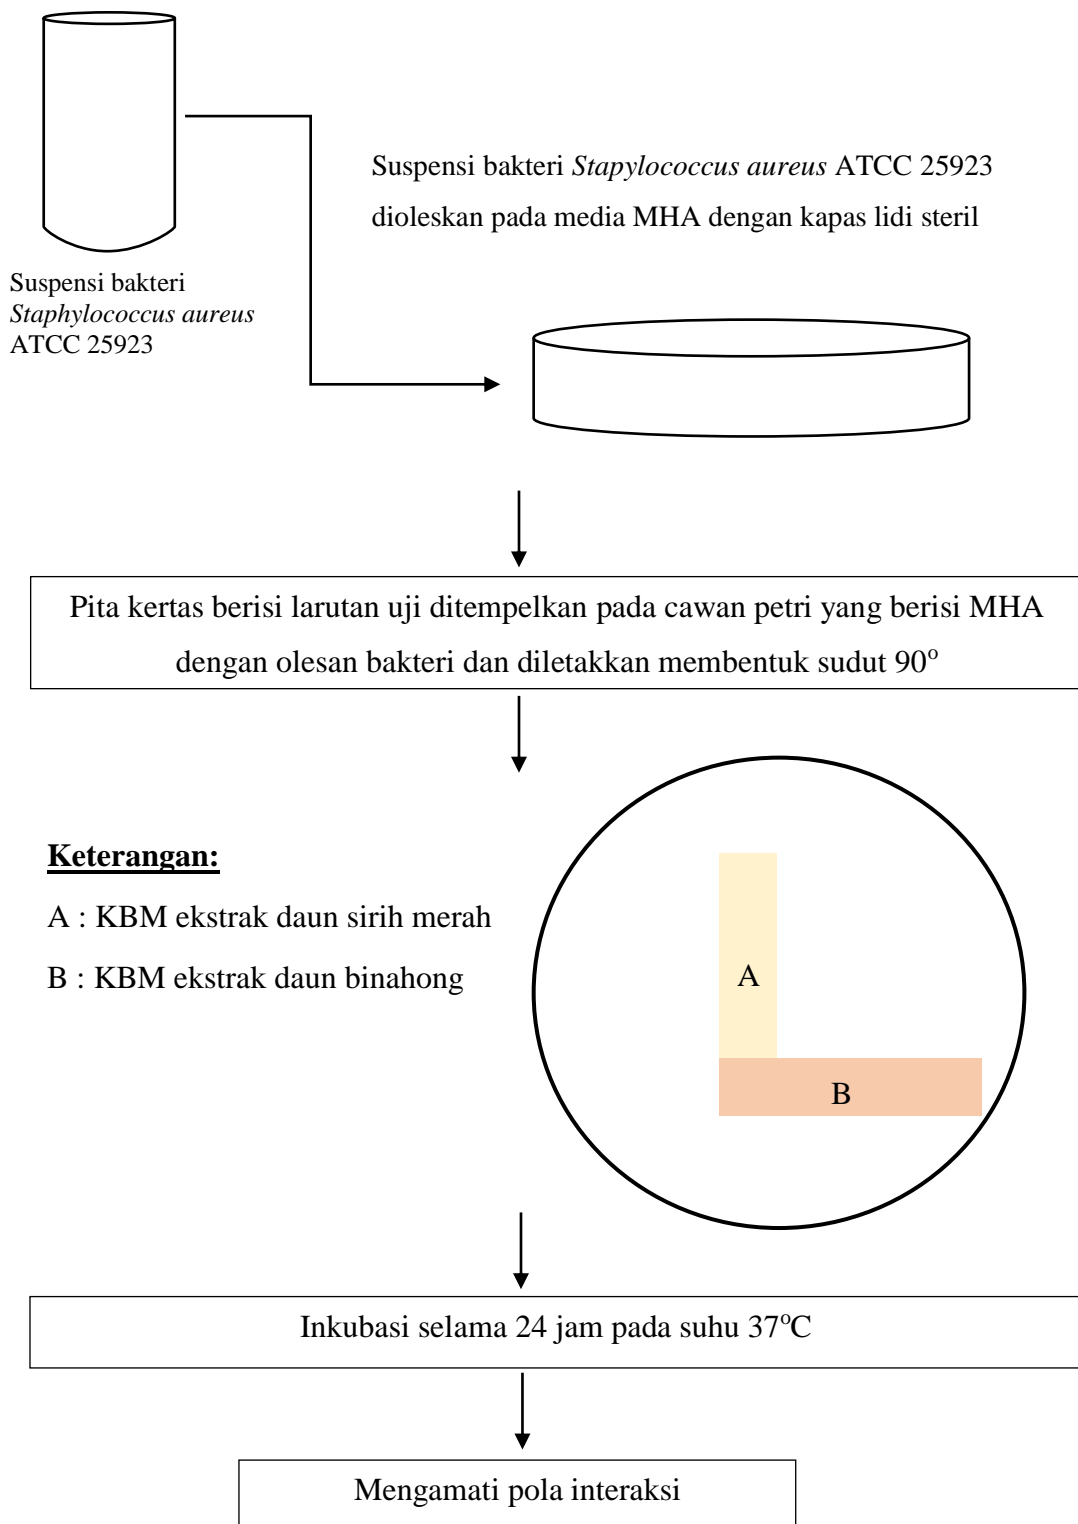 Suspensi bakteri Stapylococcus aureus ATCC 25923
dioleskan pada media MHA dengan kapas lidi steril
Suspensi bakteri
Staphylococcus aureus
ATCC 25923
Pita kertas berisi larutan uji ditempelkan pada cawan petri yang berisi MHA
dengan olesan bakteri dan diletakkan membentuk sudut 90°
Keterangan:
A : KBM ekstrak daun sirih merah
B : KBM ekstrak daun binahong
A
B
Inkubasi selama 24 jam pada suhu 37°C
Mengamati pola interaksi